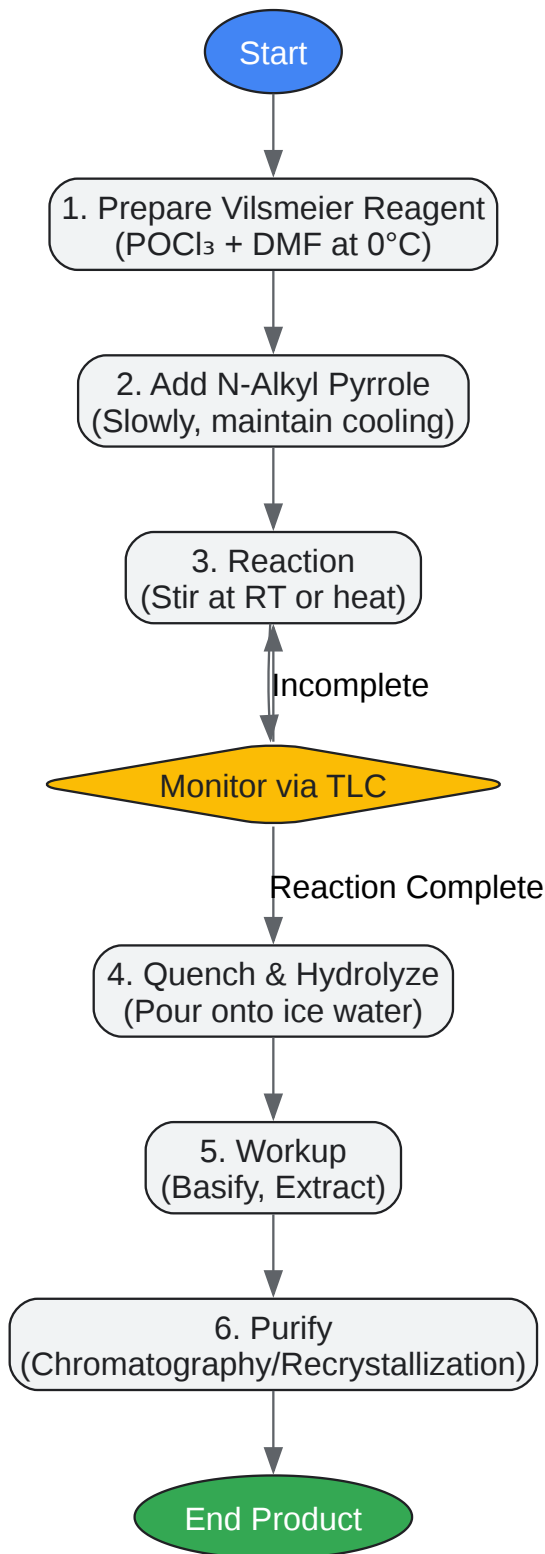 Start
1. Prepare Vilsmeier Reagent
(POCl₃ + DMF at 0°C)
2. Add N-Alkyl Pyrrole
(Slowly, maintain cooling)
3. Reaction
(Stir at RT or heat)
Incomplete
Monitor via TLC
Reaction Complete
4. Quench & Hydrolyze
(Pour onto ice water)
5. Workup
(Basify, Extract)
6. Purify
(Chromatography/Recrystallization)
End Product